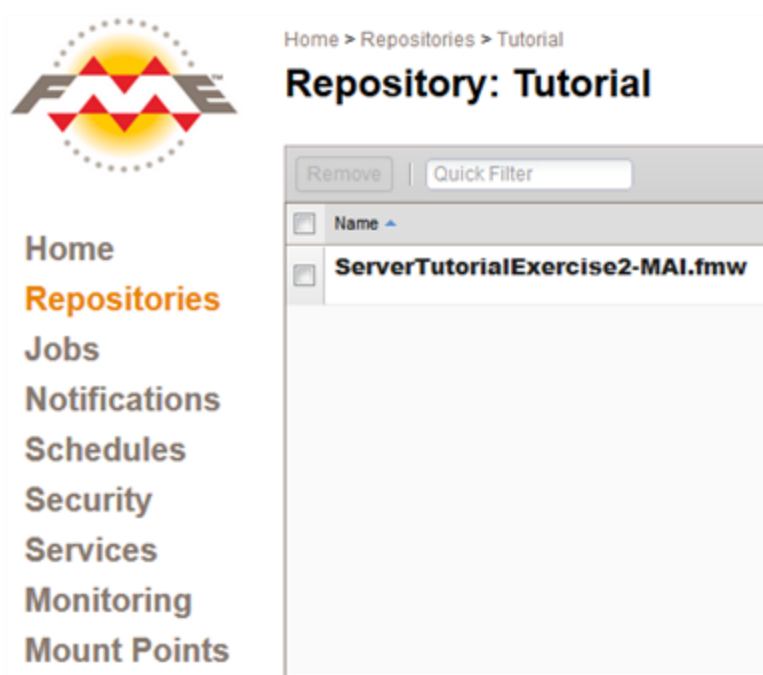 FME
Home > Repositories > Tutorial
Repository: Tutorial
Remove | Quick Filter
Name
ServerTutorialExercise2-MAI.fmw
Home
Repositories
Jobs
Notifications
Schedules
Security
Services
Monitoring
Mount Points